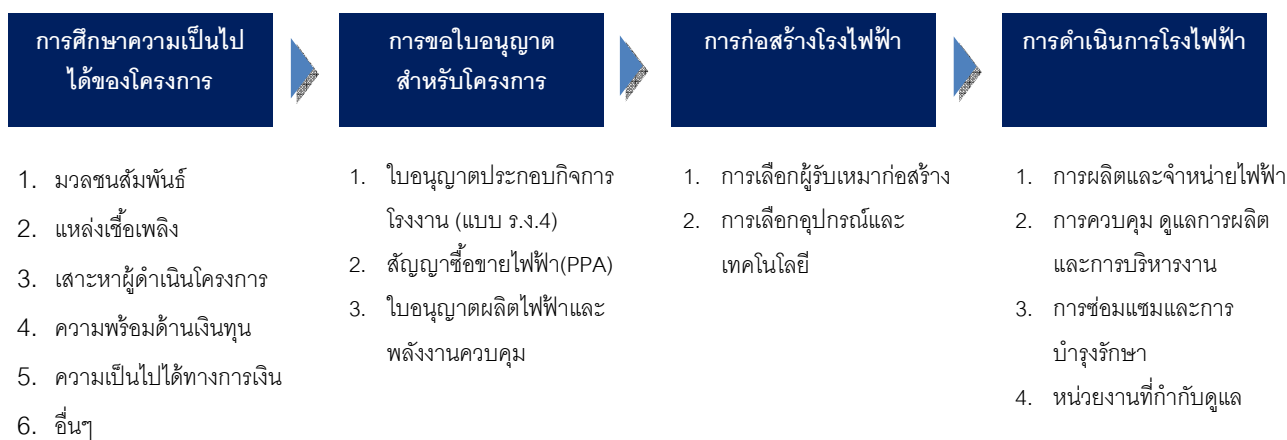 การศึกษาความเป็นไป
ได้ของโครงการ
การขอใบอนุญาต
สำหรับโครงการ
การก่อสร้างโรงไฟฟ้า
การดำเนินการโรงไฟฟ้า
1. มวลชนสัมพันธ์
2. แหล่งเชื้อเพลิง
3. เสาะหาผู้ดำเนินโครงการ
4. ความพร้อมด้านเงินทุน
5. ความเป็นไปได้ทางการเงิน
6. อื่นๆ
1. ใบอนุญาตประกอบกิจการ
โรงงาน (แบบ ร.ง.4)
2. สัญญาซื้อขายไฟฟ้า(PPA)
3. ใบอนุญาตผลิตไฟฟ้าและ
พลังงานควบคุม
1. การเลือกผู้รับเหมาก่อสร้าง
2. การเลือกอุปกรณ์และ
เทคโนโลยี
1. การผลิตและจำหน่ายไฟฟ้า
2. การควบคุม ดูแลการผลิต
และการบริหารงาน
3. การซ่อมแซมและการ
บำรุงรักษา
4. หน่วยงานที่กำกับดูแล